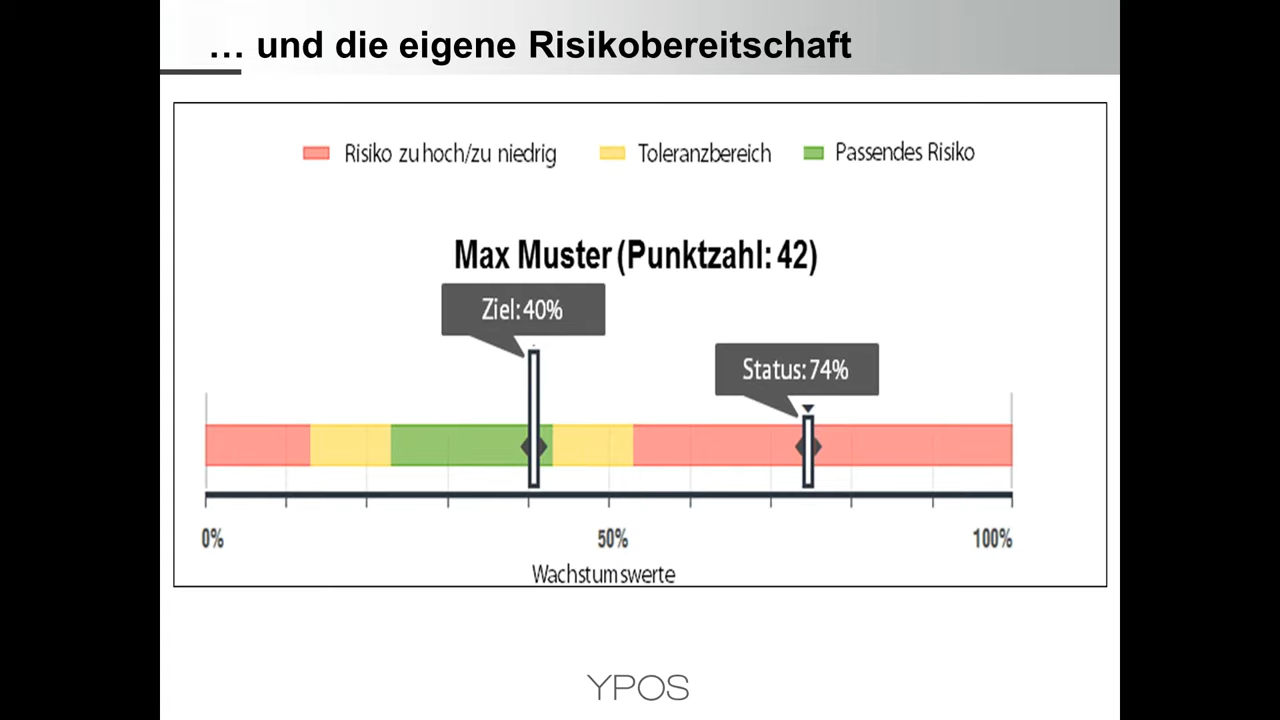 … und die eigene Risikobereitschaft
Risiko zu hoch/zu niedrig
Toleranzbereich
Passendes Risiko
Max Muster (Punktzahl: 42)
Ziel: 40%
Status: 74%
0%
50%
100%
Wachstumswerte
YPOS